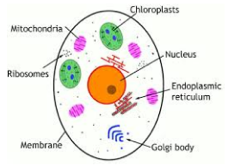 Chloroplasts
Mitochondria
Nucleus
Ribosomes
Endoplasmic
reticulum
Membrane
Golgi body